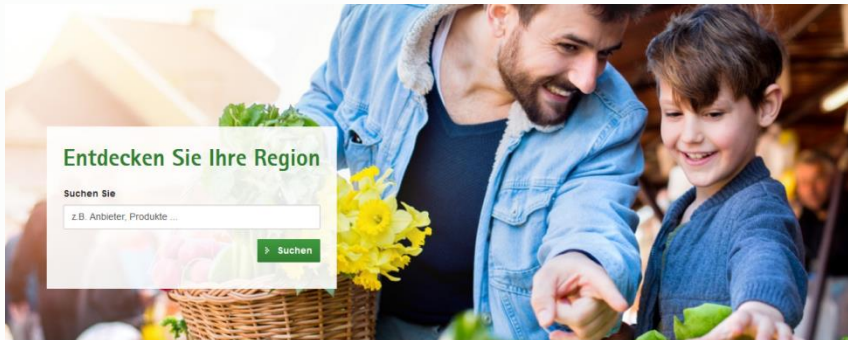 Entdecken Sie Ihre Region
Suchen Sie
z.B. Anbieter, Produkte ...
Suchen